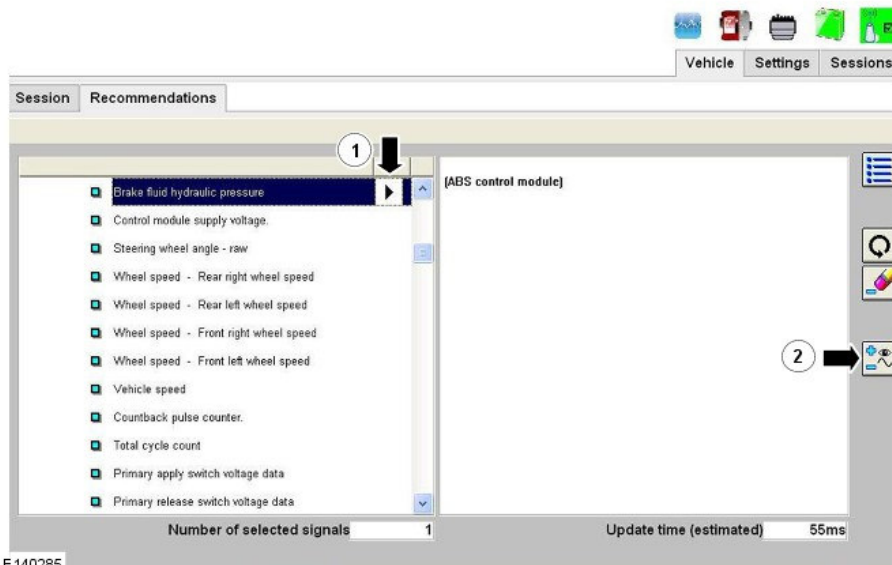 E
Vehicle Settings Sessions
Session Recommendations
1
Brake fluid hydraulic pressure
(ABS control module)
Control module supply voltage.
Steering wheel angle - raw
Wheel speed - Rear right wheel speed
Wheel speed - Rear left wheel speed
Wheel speed - Front right wheel speed
Wheel speed - Front left wheel speed
2
Vehicle speed
Countback pulse counter.
Total cycle count
Primary apply switch voltage data
Primary release switch voltage data
Number of selected signals 1
Update time (estimated) 55ms
E140285